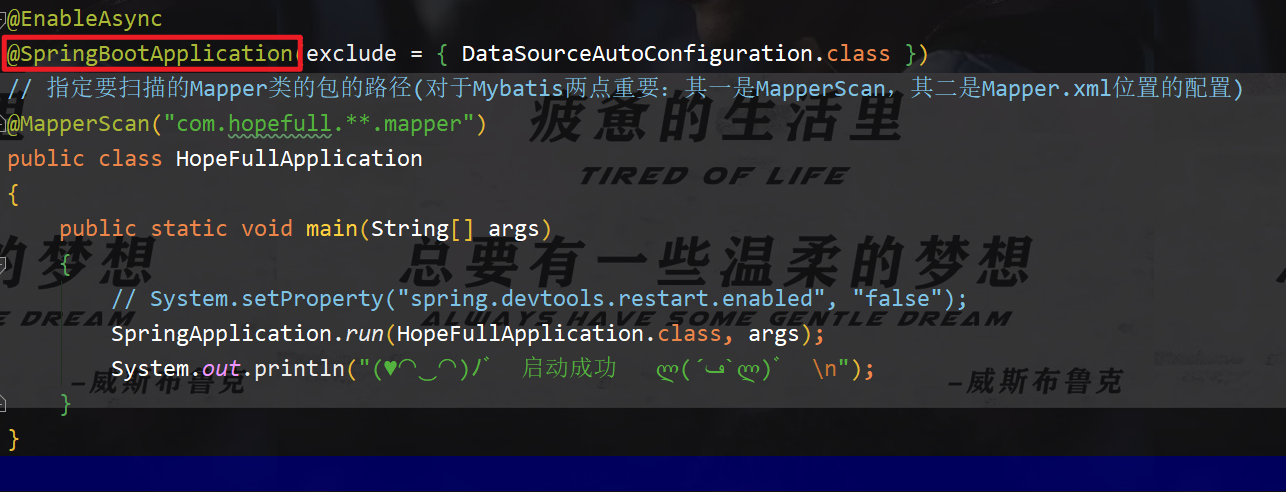 @EnableAsync
@SpringBootApplication(exclude = { DataSourceAutoConfiguration.class })
// 指定要扫描的Mapper类的包的路径(对于Mybatis两点重要：其一是MapperScan，其二是Mapper.xml位置的配置)
@MapperScan("com.hopefull.**.mapper")
public class HopeFullApplication
{
public static void main(String[] args)
{
// System.setProperty("spring.devtools.restart.enabled", "false");
SpringApplication.run(HopeFullApplication.class, args);
System.out.println("(♥◠‿◠)ﾉﾞ  启动成功   ლ(´ڡ`ლ)ﾞ  \n");
}
}
疲惫的生活里
TIRED OF LIFE
总要有一些温柔的梦想
ALWAYS HAVE SOME GENTLE DREAM
–威斯布鲁克
–威斯布鲁克
里
的梦想
E DREAM